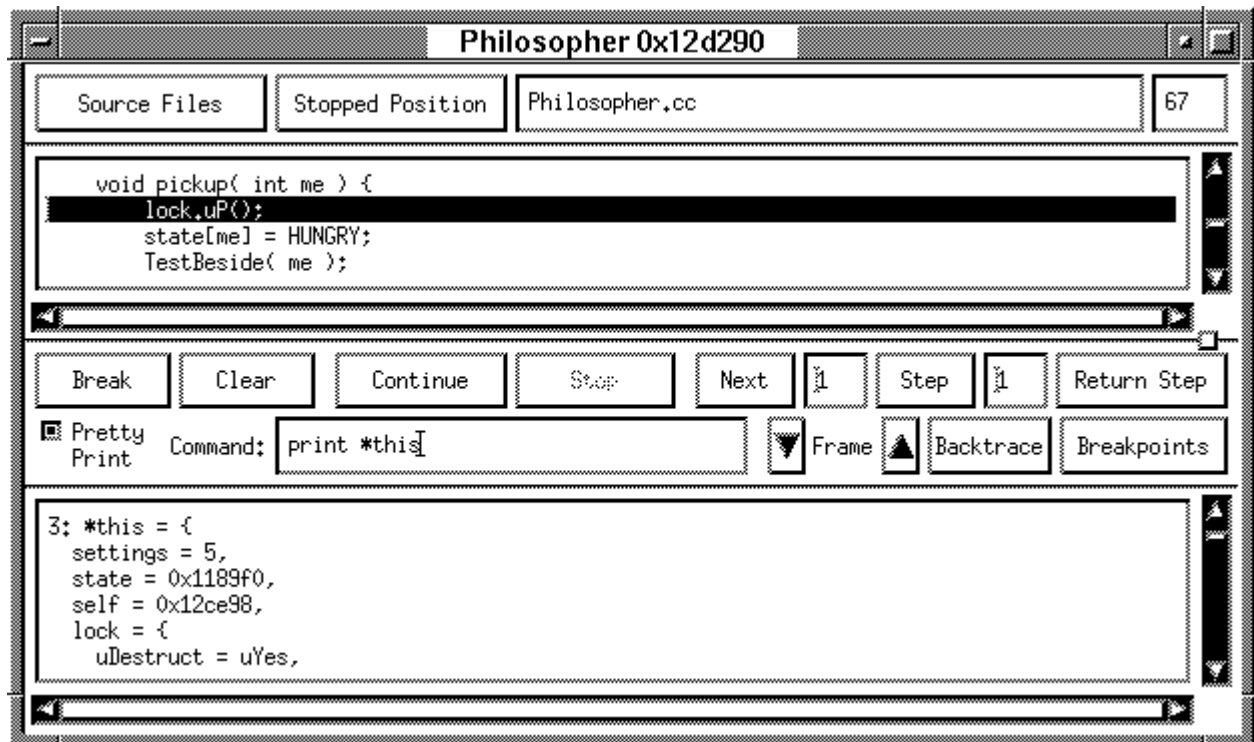 Philosopher 0x12d290
Source Files Stopped Position Philosopher.cc 67
void pickup( int me ) {
lock.uP();
state[me] = HUNGRY;
TestBeside( me );
Break Clear Continue Stop Next 1 Step 1 Return Step
Pretty Print Command: print *this Frame Backtrace Breakpoints
3: *this = {
settings = 5,
state = 0x1189f0,
self = 0x12ce98,
lock = {
uDestruct = uYes,